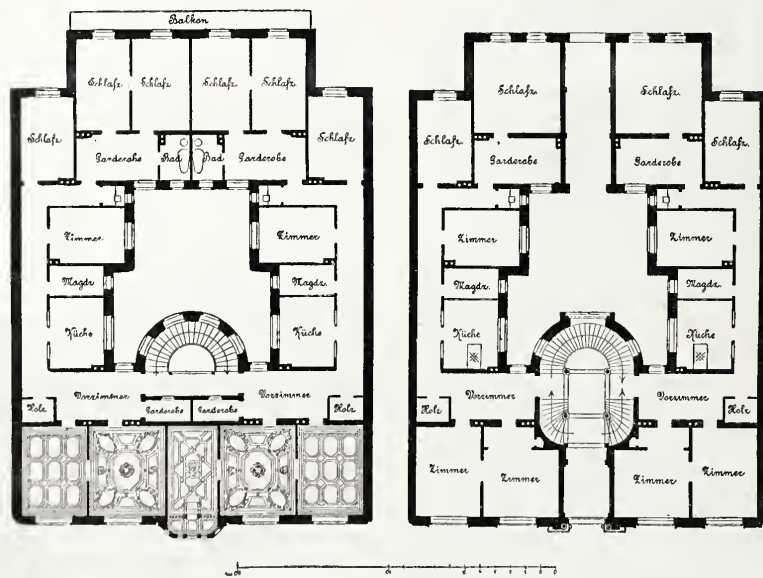 Balkon
Schlafz. Schlafz. Schlafz. Schlafz.
Schlafz. Schlafz.
Garderobe Bad Bad Garderobe
Zimmer Zimmer
Magdz. Magdz.
Küche Küche
Vorzimmer Vorzimmer
Holz Garderobe Garderobe Holz
Schlafz. Schlafz.
Schlafz. Schlafz.
Garderobe Garderobe
Zimmer Zimmer
Magdz. Magdz.
Küche Küche
Vorzimmer Vorzimmer
Holz Holz
Zimmer Zimmer Zimmer Zimmer